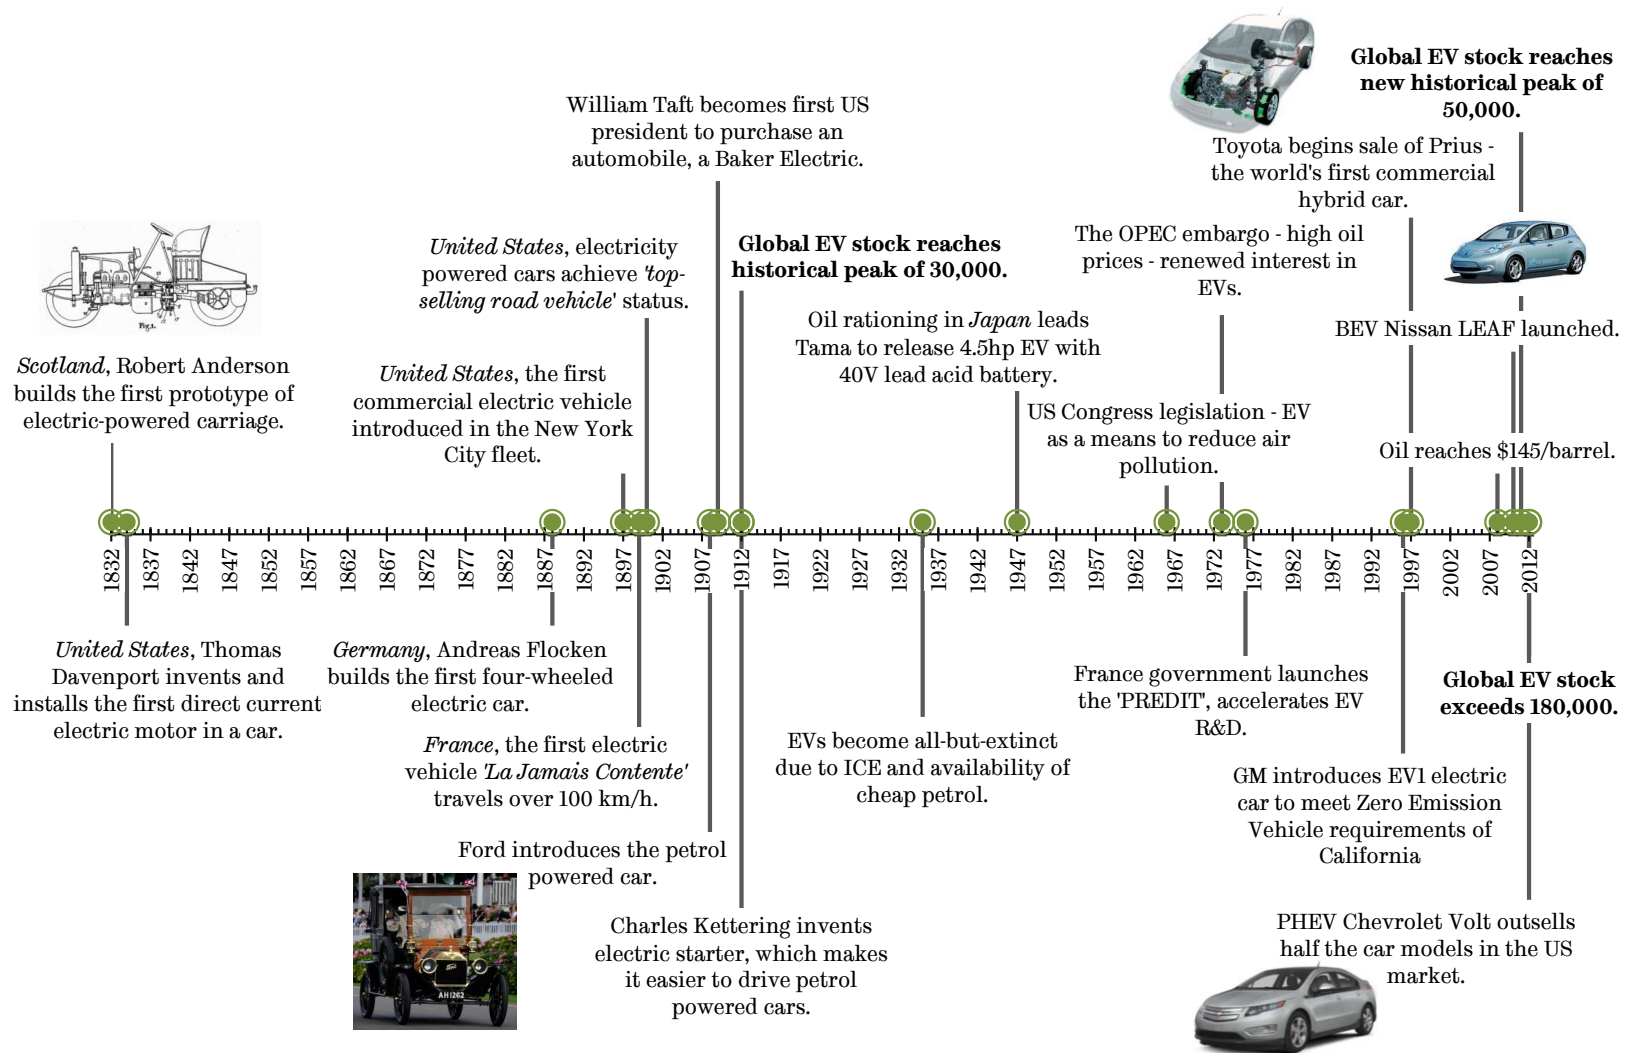 Global EV stock reaches
new historical peak of
50,000.
William Taft becomes first US
president to purchase an
automobile, a Baker Electric.
Toyota begins sale of Prius -
the world's first commercial
hybrid car.
United States, electricity
powered cars achieve 'top-
selling road vehicle' status.
Global EV stock reaches
historical peak of 30,000.
The OPEC embargo - high oil
prices - renewed interest in
EVs.
Oil rationing in Japan leads
Tama to release 4.5hp EV with
40V lead acid battery.
BEV Nissan LEAF launched.
Fig.1.
Scotland, Robert Anderson
builds the first prototype of
electric-powered carriage.
United States, the first
commercial electric vehicle
introduced in the New York
City fleet.
US Congress legislation - EV
as a means to reduce air
pollution.
Oil reaches $145/barrel.
1832
1837
1842
1847
1852
1857
1862
1867
1872
1877
1882
1887
1892
1897
1902
1907
1912
1917
1922
1927
1932
1937
1942
1947
1952
1957
1962
1967
1972
1977
1982
1987
1992
1997
2002
2007
2012
United States, Thomas
Davenport invents and
installs the first direct current
electric motor in a car.
Germany, Andreas Flocken
builds the first four-wheeled
electric car.
France, the first electric
vehicle 'La Jamais Contente'
travels over 100 km/h.
Ford introduces the petrol
powered car.
AH1262
Charles Kettering invents
electric starter, which makes
it easier to drive petrol
powered cars.
EVs become all-but-extinct
due to ICE and availability of
cheap petrol.
France government launches
the 'PREDIT', accelerates EV
R&D.
Global EV stock
exceeds 180,000.
GM introduces EV1 electric
car to meet Zero Emission
Vehicle requirements of
California
PHEV Chevrolet Volt outsells
half the car models in the US
market.